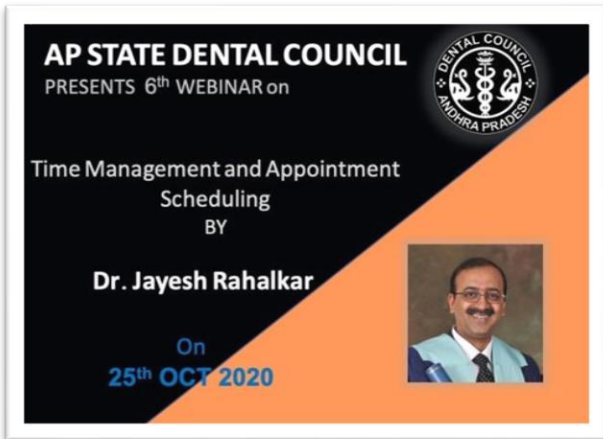 AP STATE DENTAL COUNCIL
PRESENTS 6th WEBINAR on
DENTAL COUNCIL
ANDHRA PRADESH
Time Management and Appointment
Scheduling
BY
Dr. Jayesh Rahalkar
On
25th OCT 2020